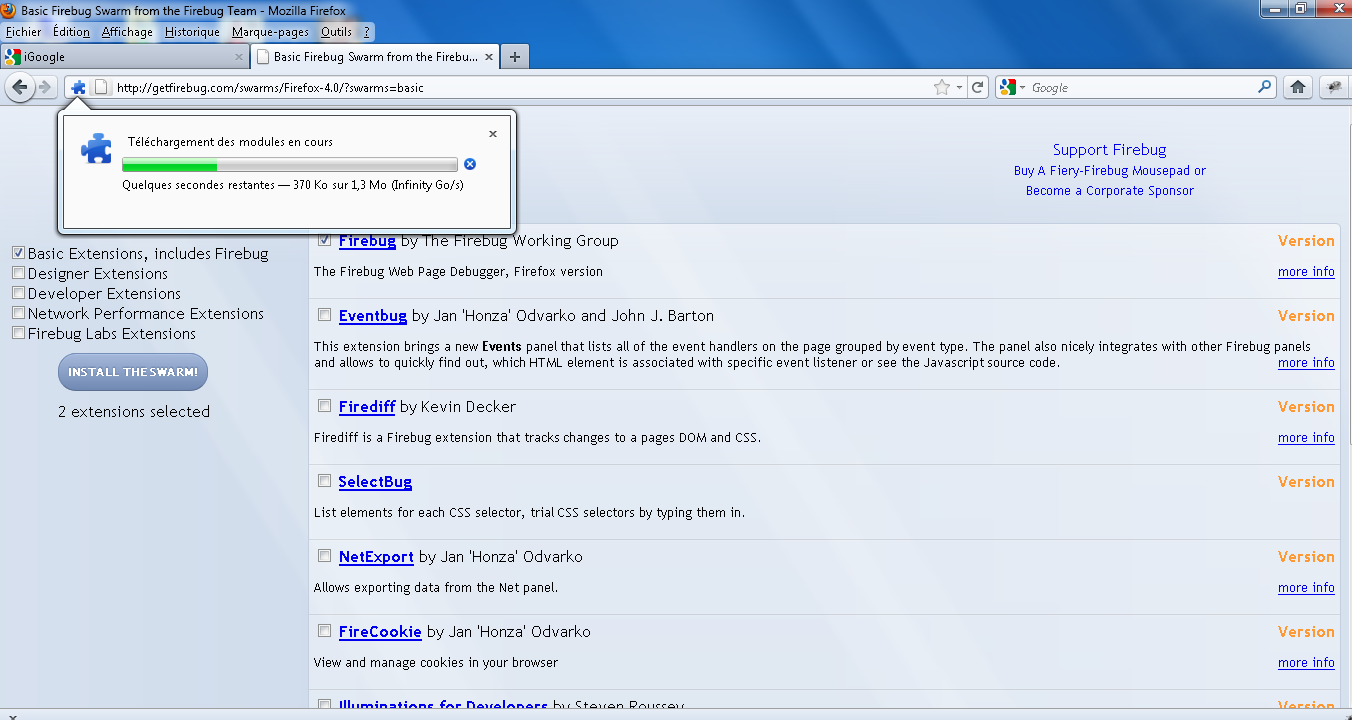 Basic Firebug Swarm from the Firebug Team - Mozilla Firefox
Fichier Édition Affichage Historique Marque-pages Outils ?
iGoogle
Basic Firebug Swarm from the Firebu...
http://getfirebug.com/swarms/Firefox-4.0/?swarms=basic
Google
Téléchargement des modules en cours
Quelques secondes restantes — 370 Ko sur 1,3 Mo (Infinity Go/s)
Support Firebug
Buy A Fiery-Firebug Mousepad or
Become a Corporate Sponsor
Basic Extensions, includes Firebug
Designer Extensions
Developer Extensions
Network Performance Extensions
Firebug Labs Extensions
INSTALL THE SWARM!
2 extensions selected
Firebug by The Firebug Working Group
Version
The Firebug Web Page Debugger, Firefox version
more info
Eventbug by Jan 'Honza' Odvarko and John J. Barton
Version
This extension brings a new Events panel that lists all of the event handlers on the page grouped by event type. The panel also nicely integrates with other Firebug panels
and allows to quickly find out, which HTML element is associated with specific event listener or see the Javascript source code.
more info
Firediff by Kevin Decker
Version
Firediff is a Firebug extension that tracks changes to a pages DOM and CSS.
more info
SelectBug
Version
List elements for each CSS selector, trial CSS selectors by typing them in.
NetExport by Jan 'Honza' Odvarko
Version
Allows exporting data from the Net panel.
more info
FireCookie by Jan 'Honza' Odvarko
Version
View and manage cookies in your browser
more info
Illuminations for Developers by Steven Roussey
Version